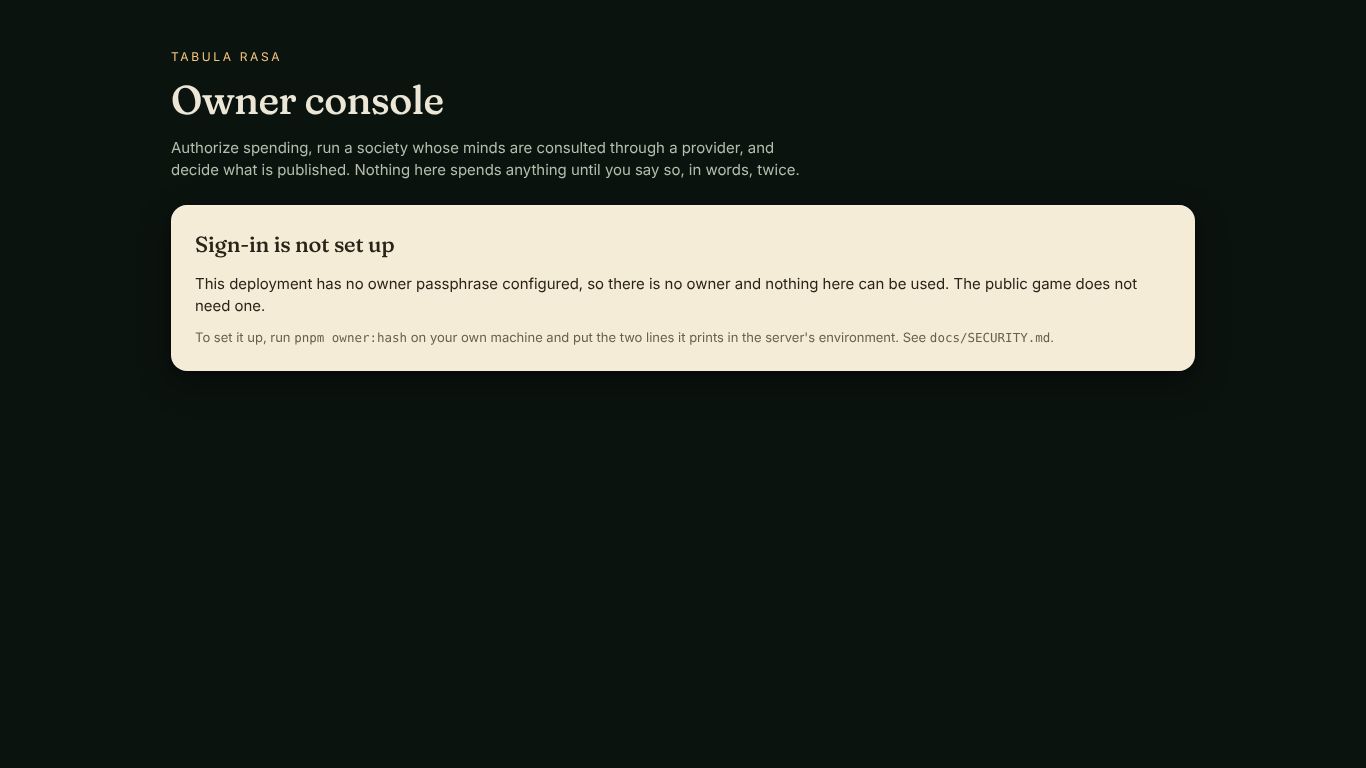 TABULA RASA
Owner console
Authorize spending, run a society whose minds are consulted through a provider, and
decide what is published. Nothing here spends anything until you say so, in words, twice.
Sign-in is not set up
This deployment has no owner passphrase configured, so there is no owner and nothing here can be used. The public game does not
need one.
To set it up, run pnpm owner:hash on your own machine and put the two lines it prints in the server's environment. See docs/SECURITY.md.